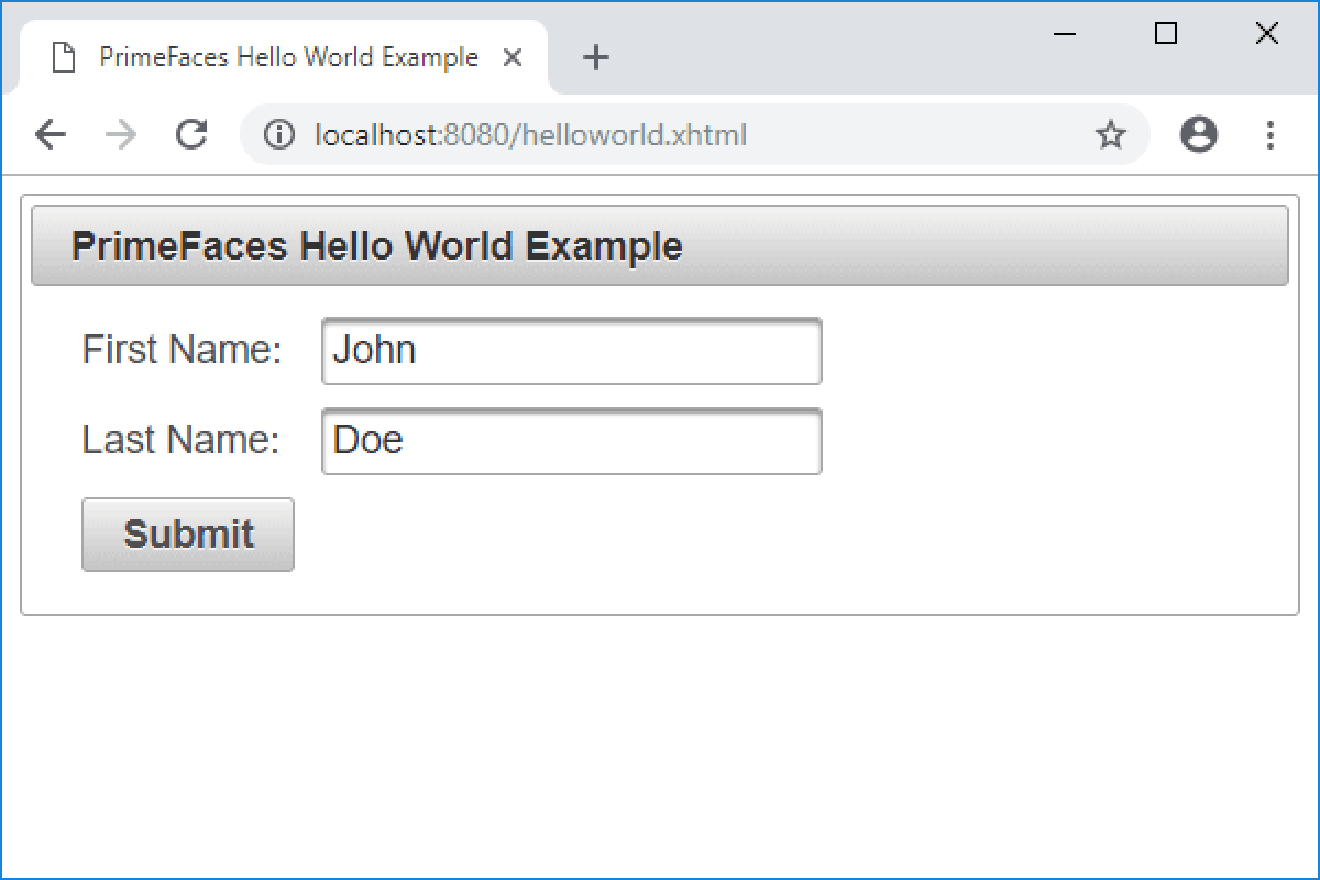 PrimeFaces Hello World Example
localhost:8080/helloworld.xhtml
PrimeFaces Hello World Example
First Name: John
Last Name: Doe
Submit